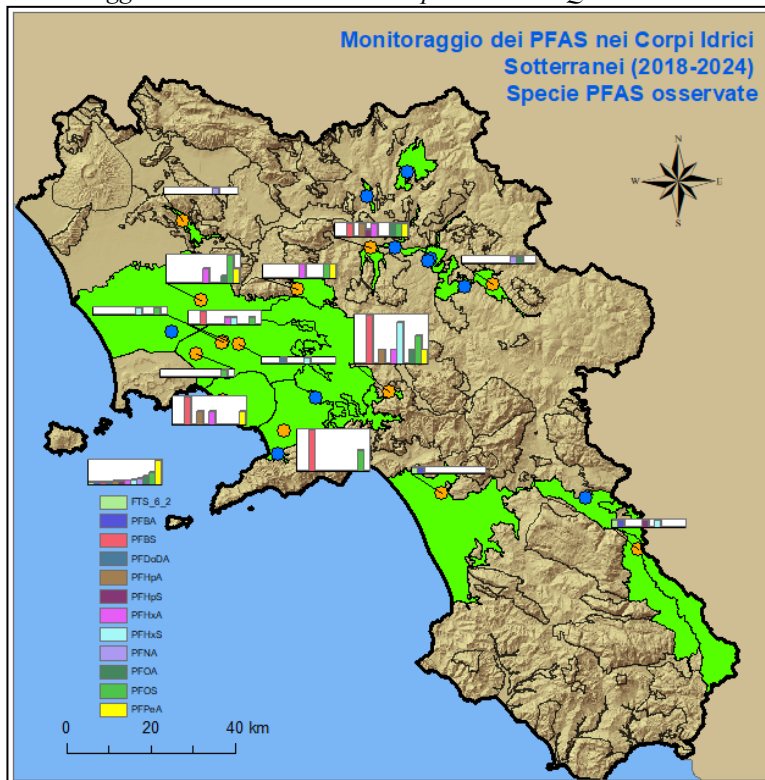 Monitoraggio dei PFAS nei Corpi Idrici
Sotterranei (2018-2024)
Specie PFAS osservate
N
W
E
S
FTS_6_2
PFBA
PFBS
PFDoDA
PFHpA
PFHpS
PFHxA
PFHxS
PFNA
PFOA
PFOS
PFPeA
0 20 40 km